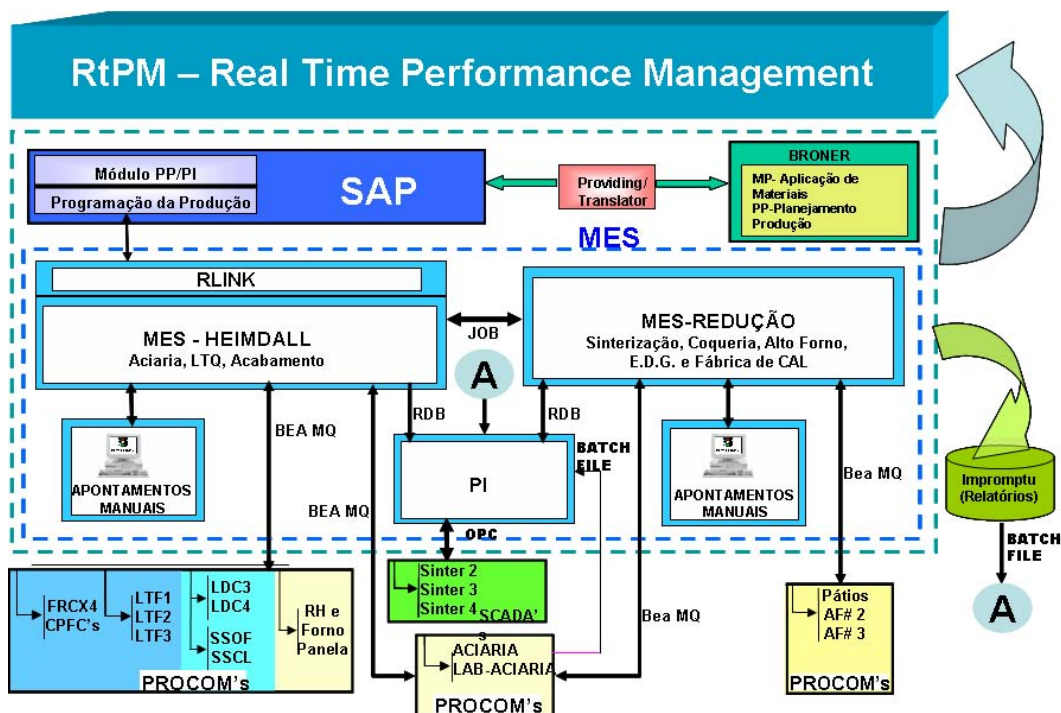 RtPM – Real Time Performance Management
Módulo PP/PI
Programação da Produção
SAP
Providing/
Translator
BRONER
MP- Aplicação de
Materiais
PP-Planejamento
Produção
MES
RLINK
MES - HEIMDALL
Aciaria, LTQ, Acabamento
JOB
A
MES-REDUÇÃO
Sinterização, Coqueria, Alto Forno,
E.D.G. e Fábrica de CAL
RDB
RDB
BEA MQ
BATCH
FILE
APONTAMENTOS
MANUAIS
PI
APONTAMENTOS
MANUAIS
Bea MQ
BEA MQ
OPC
Impromptu
(Relatórios)
BATCH
FILE
A
FRCX4
CPFC's
LTF1
LTF2
LTF3
LDC3
LDC4
SSOF
SSCL
RH e
Forno
Panela
PROCOM's
Sinter 2
Sinter 3
Sinter 4
SCADA'
s
Bea MQ
ACIARIA
LAB-ACIARIA
PROCOM's
Pátios
AF# 2
AF# 3
PROCOM's